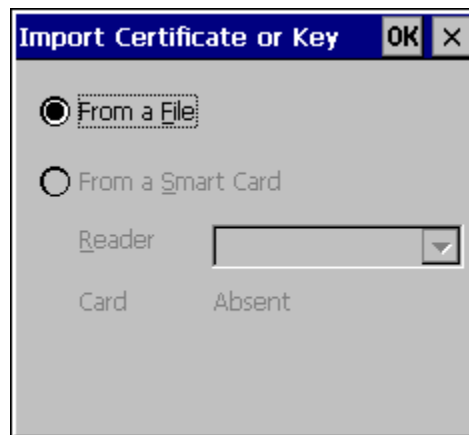 Import Certificate or Key OK ×
From a File
From a Smart Card
Reader
Card Absent